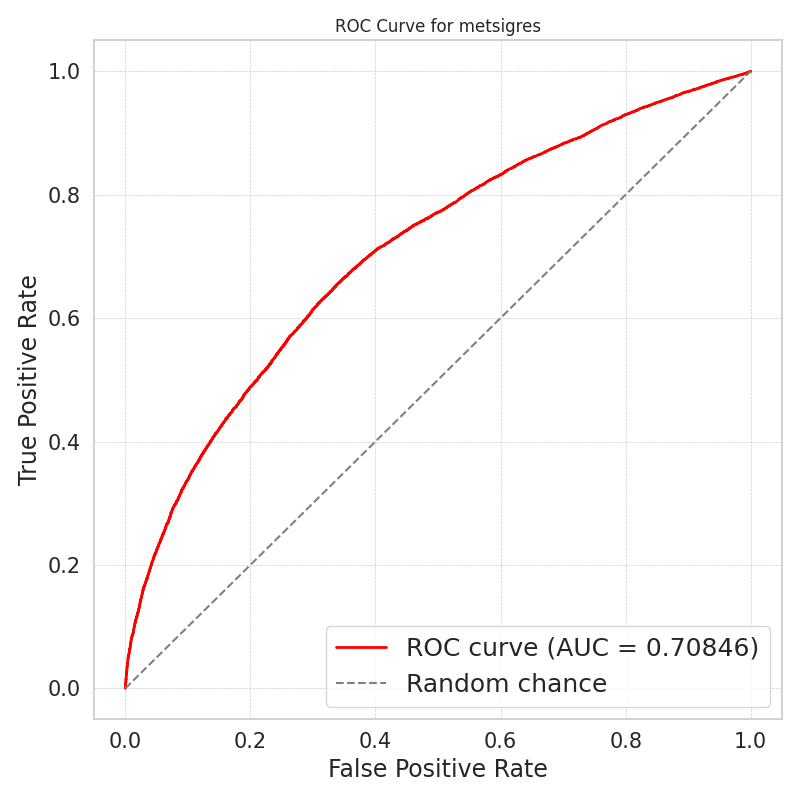 ROC Curve for metsigres
True Positive Rate
1.0
0.8
0.6
0.4
0.2
0.0
ROC curve (AUC = 0.70846)
Random chance
0.0 0.2 0.4 0.6 0.8 1.0
False Positive Rate